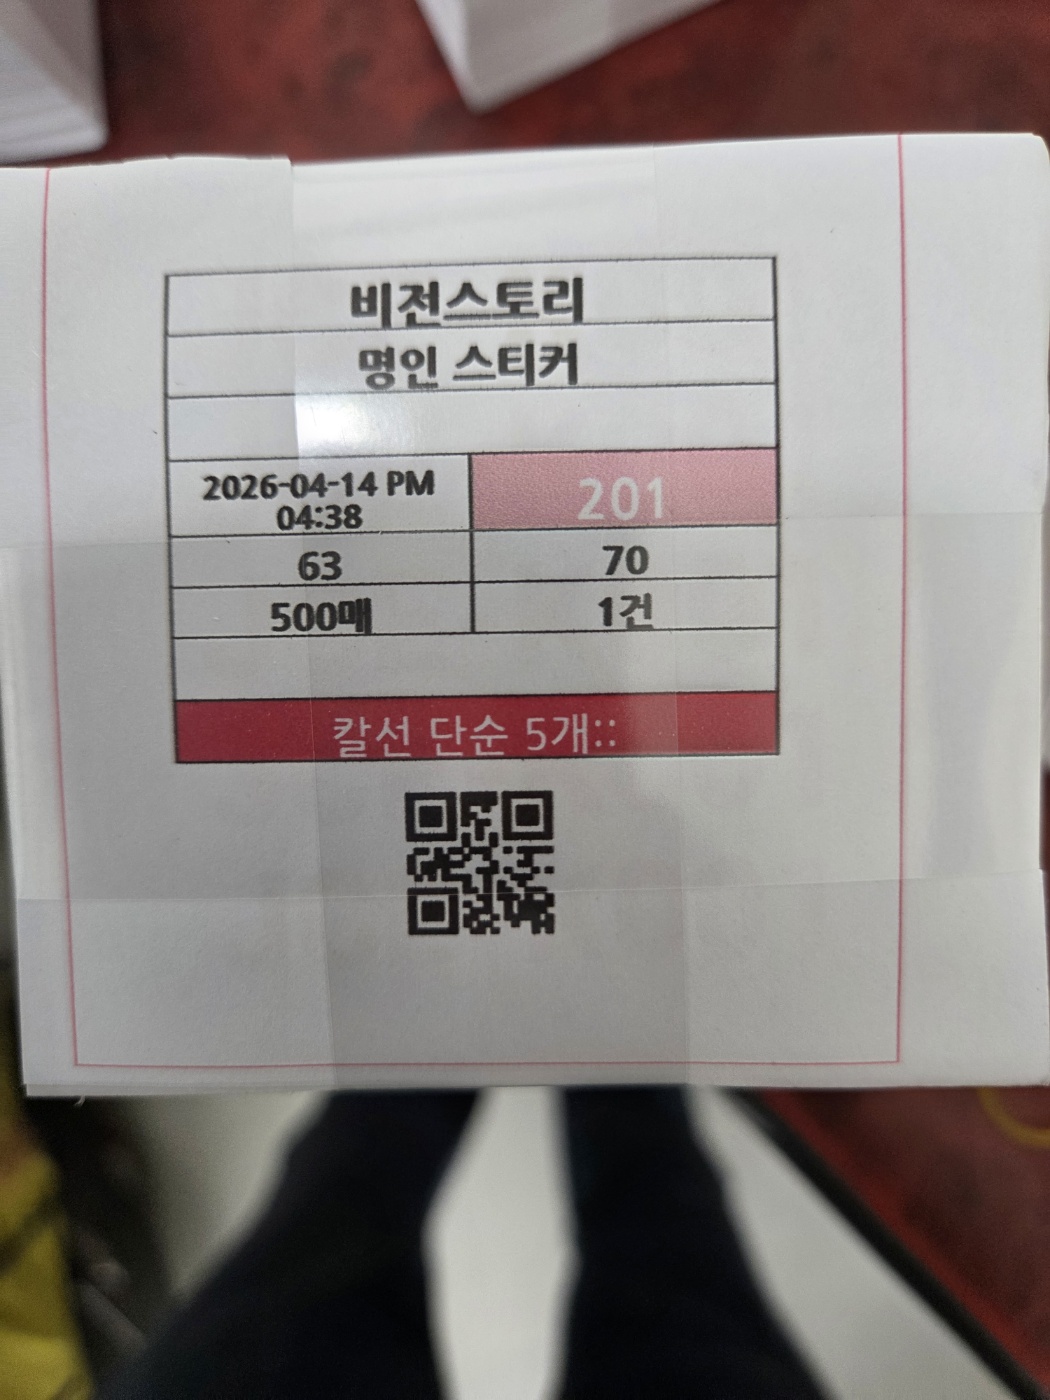 비전스토리
명인 스티커
2026-04-14 PM
04:38
201
63
70
500매
1건
칼선 단순 5개::